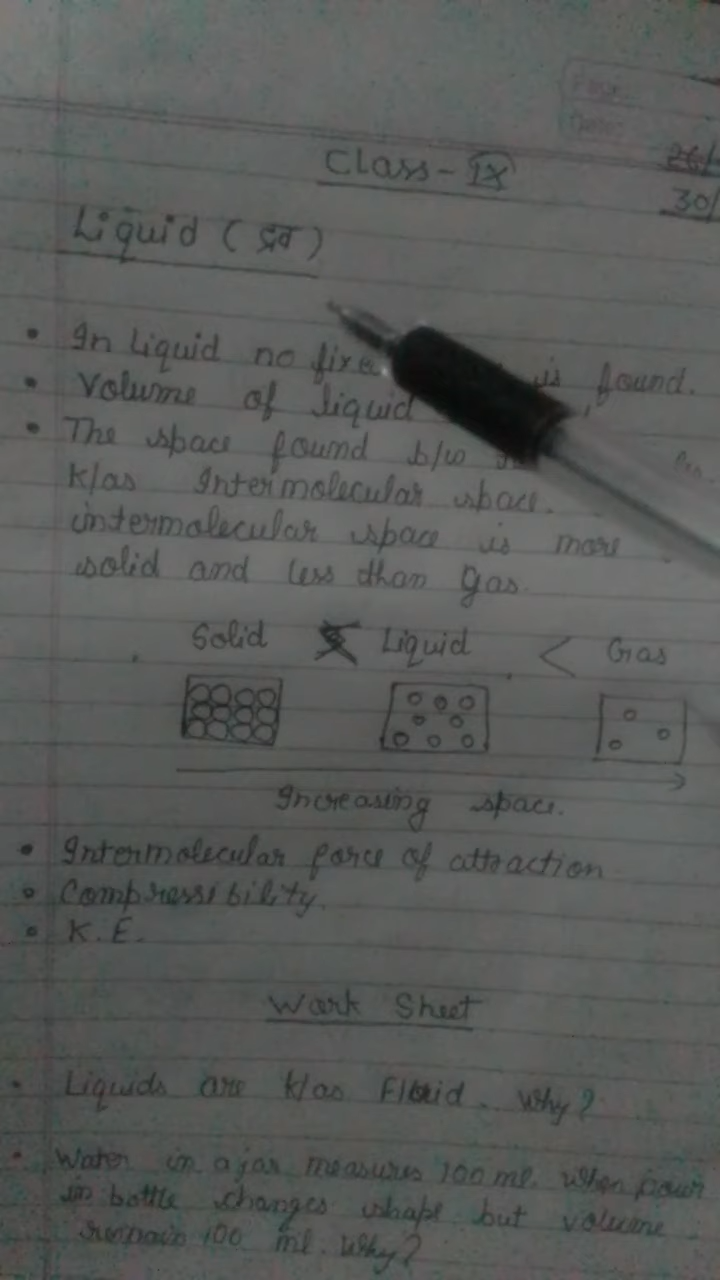 Class - IX
26/
30/
Liquid ( द्रव )
• In Liquid no fixe is found.
• Volume of liquid
• The space found b/w
k/as Intermolecular space.
intermolecular space is more
solid and less than gas.
Solid Liquid < Gas
Increasing space.
• Intermolecular force of attraction
• Compressibility.
• K.E.
Work Sheet
• Liquids are k/as Fluid. Why?
• Water in a jar measures 100 ml. when pour
in bottle changes shape but volume
remain 100 ml. Why?